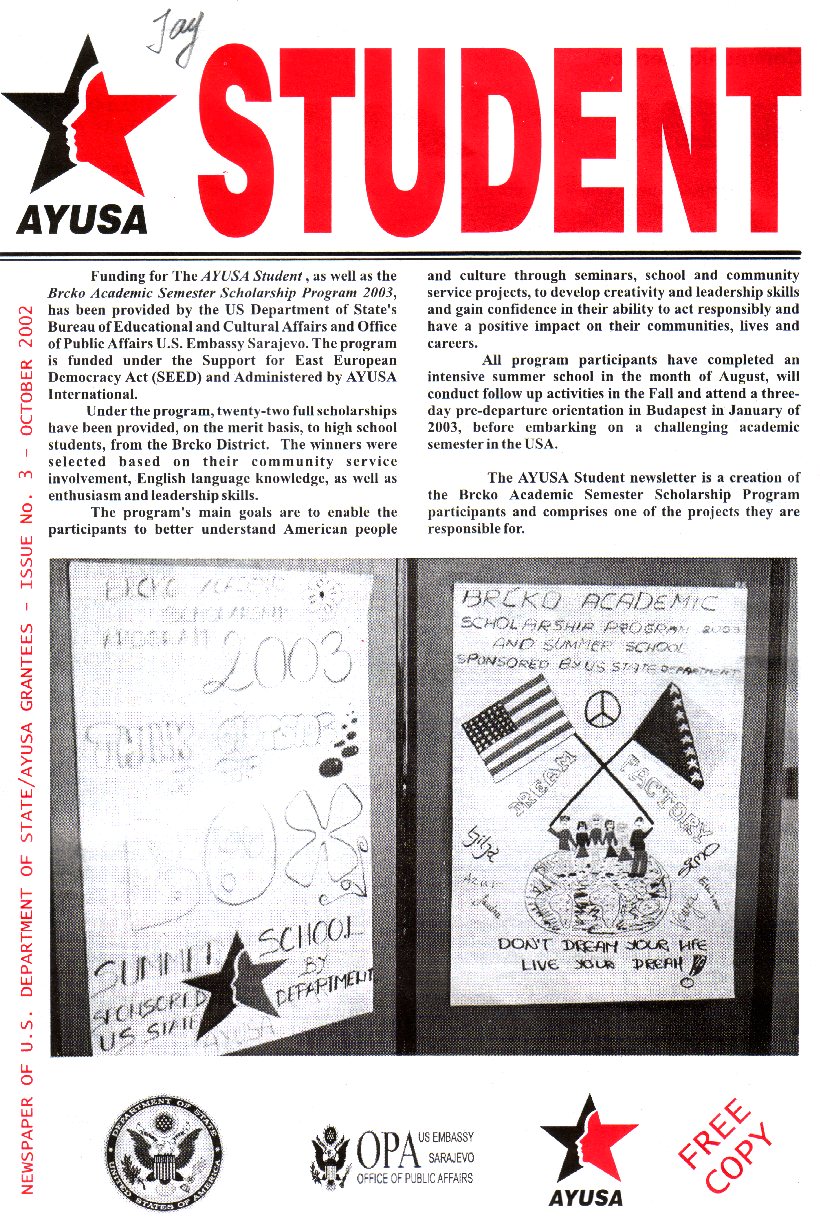 Jay
STUDENT
AYUSA
Funding for The AYUSA Student , as well as the
Brcko Academic Semester Scholarship Program 2003,
has been provided by the US Department of State's
Bureau of Educational and Cultural Affairs and Office
of Public Affairs U.S. Embassy Sarajevo. The program
is funded under the Support for East European
Democracy Act (SEED) and Administered by AYUSA
International.
Under the program, twenty-two full scholarships
have been provided, on the merit basis, to high school
students, from the Brcko District. The winners were
selected based on their community service
involvement, English language knowledge, as well as
enthusiasm and leadership skills.
The program's main goals are to enable the
participants to better understand American people
and culture through seminars, school and community
service projects, to develop creativity and leadership skills
and gain confidence in their ability to act responsibly and
have a positive impact on their communities, lives and
careers.
All program participants have completed an
intensive summer school in the month of August, will
conduct follow up activities in the Fall and attend a three-
day pre-departure orientation in Budapest in January of
2003, before embarking on a challenging academic
semester in the USA.
The AYUSA Student newsletter is a creation of
the Brcko Academic Semester Scholarship Program
participants and comprises one of the projects they are
responsible for.
NEWSPAPER OF U.S. DEPARTMENT OF STATE/AYUSA GRANTEES - ISSUE No. 3 - OCTOBER 2002
PROGRAM
2003
THINK
SUMMER SCHOOL
BY
SPONSORED DEPARTMENT
US STATE AYUSA
BRCKO ACADEMIC
SCHOLARSHIP PROGRAM 2003
AND SUMMER SCHOOL
SPONSORED BY US STATE DEPARTMENT
DREAM FACTORY
DON'T DREAM YOUR LIFE
LIVE YOUR DREAM!
DEPARTMENT OF STATE
UNITED STATES OF AMERICA
OPA US EMBASSY
SARAJEVO
OFFICE OF PUBLIC AFFAIRS
AYUSA
FREE
COPY